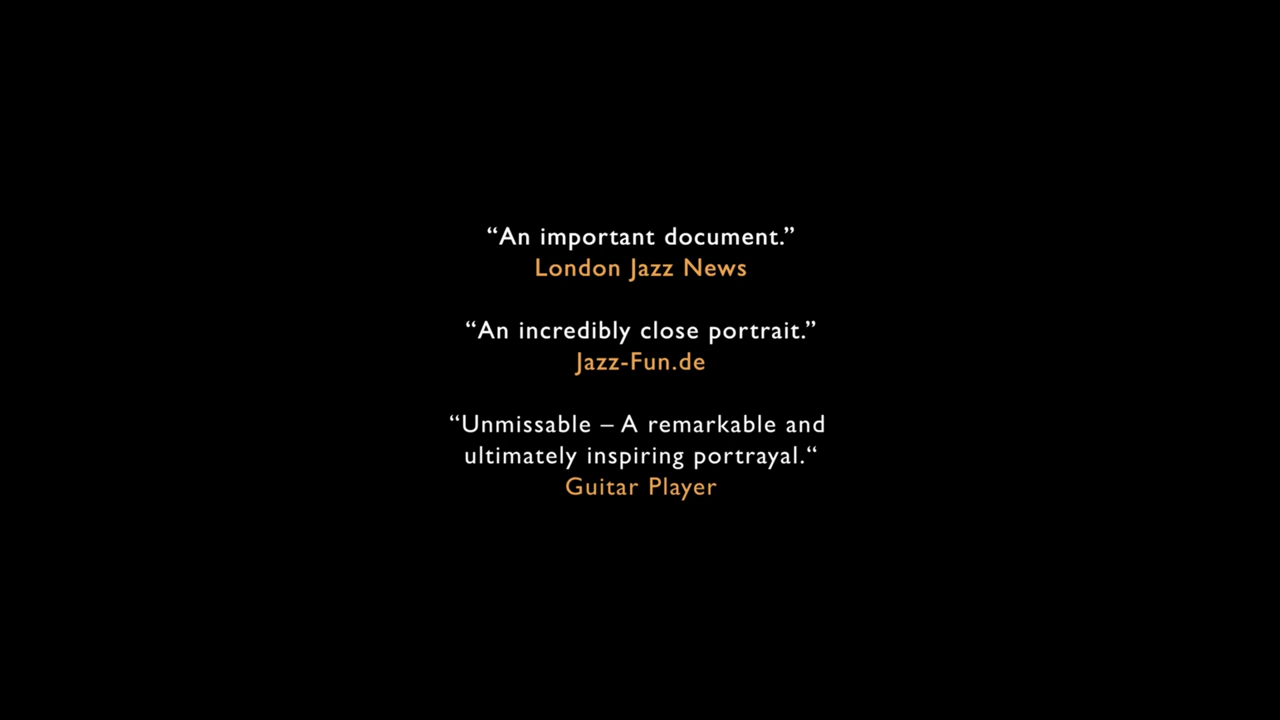 “An important document.”
London Jazz News
“An incredibly close portrait.”
Jazz-Fun.de
“Unmissable – A remarkable and
ultimately inspiring portrayal.“
Guitar Player